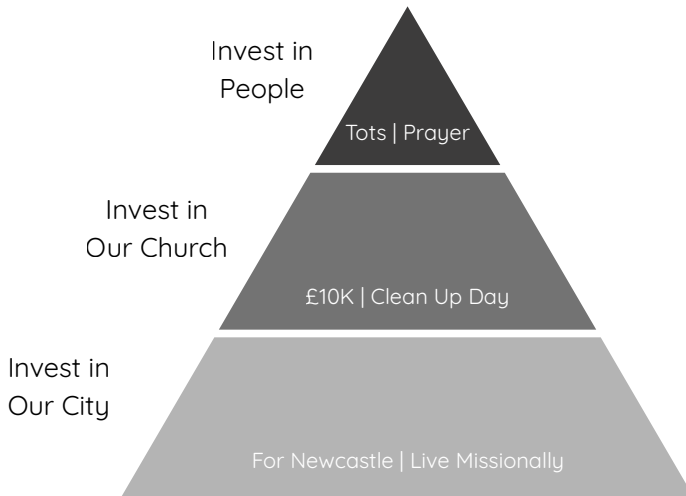 Invest in
People
Tots | Prayer
Invest in
Our Church
£10K | Clean Up Day
Invest in
Our City
For Newcastle | Live Missionally